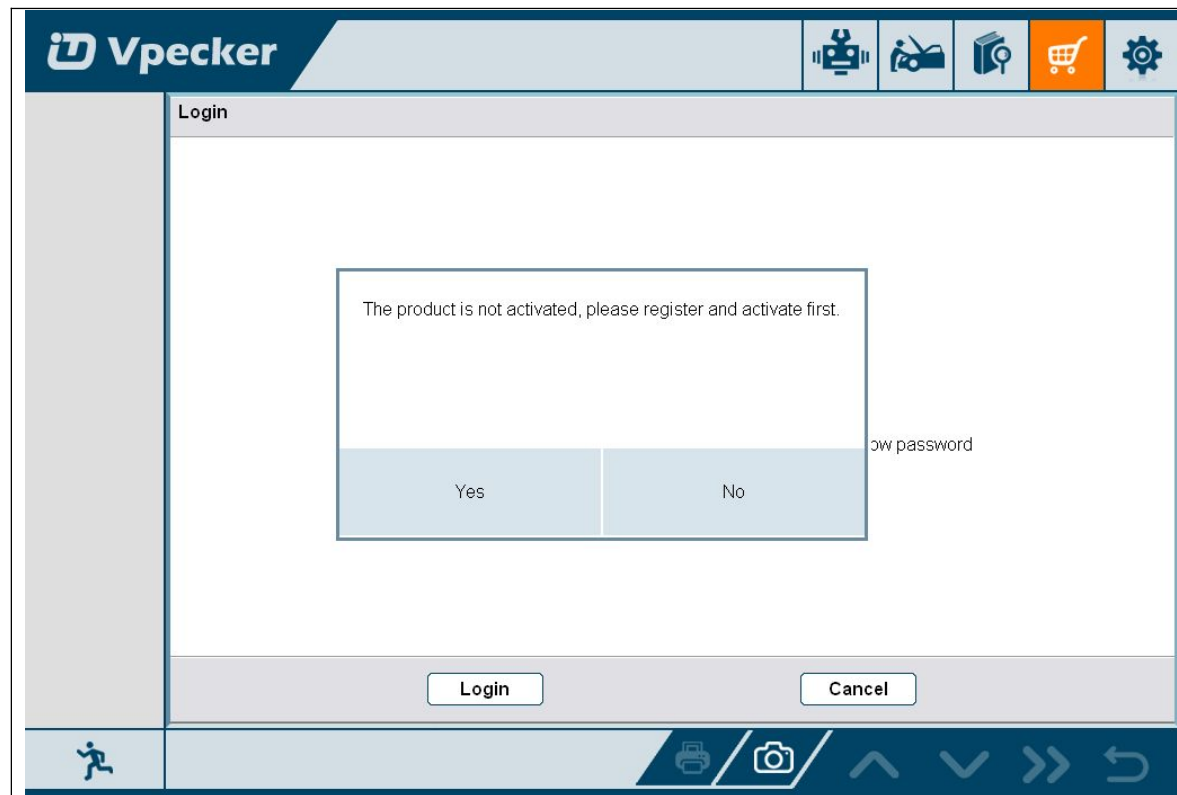 Vpecker
Login
The product is not activated, please register and activate first.
ow password
Yes
No
Login
Cancel